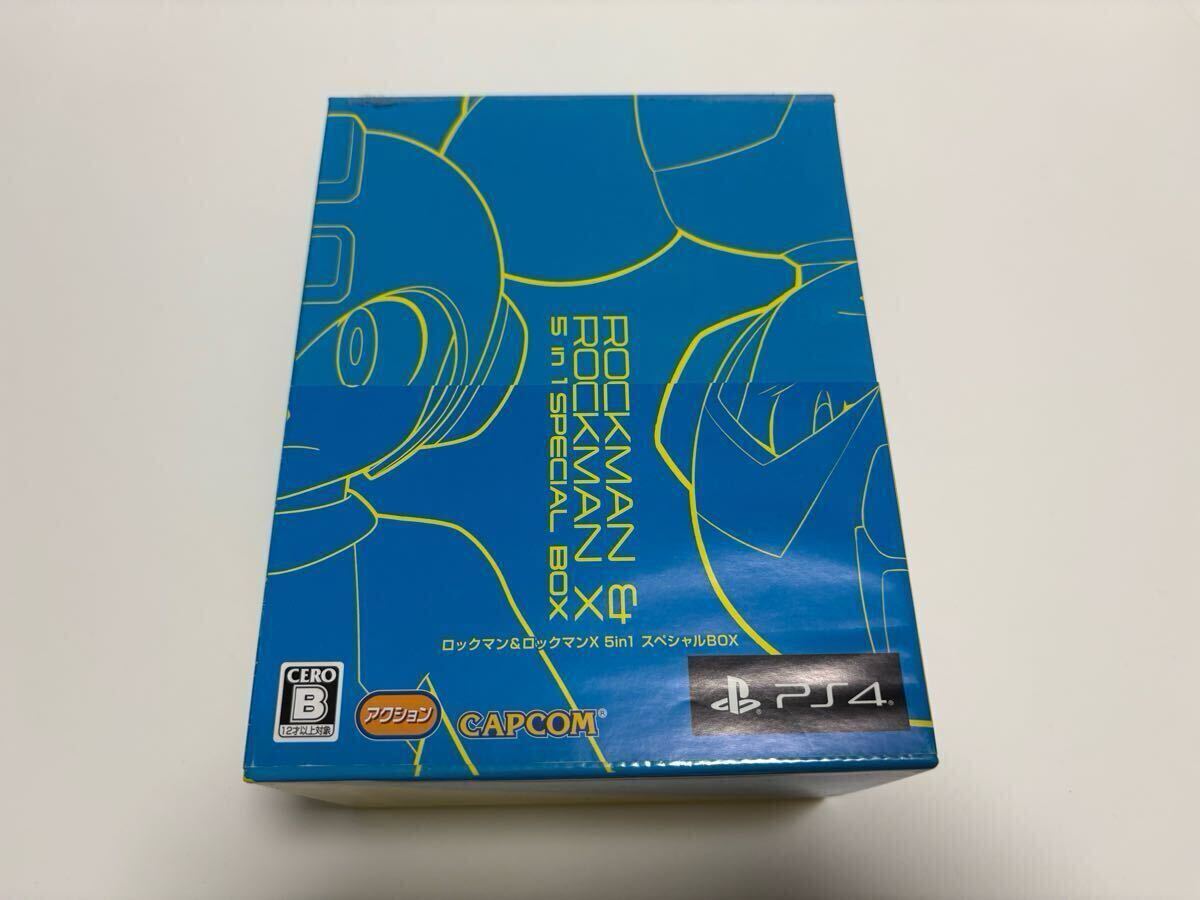 ROCKMAN &
ROCKMAN X
5 in 1 SPECIAL BOX
ロックマン&ロックマンX 5in1 スペシャルBOX
CERO
B
12才以上対象
アクション
CAPCOM®
PS4®